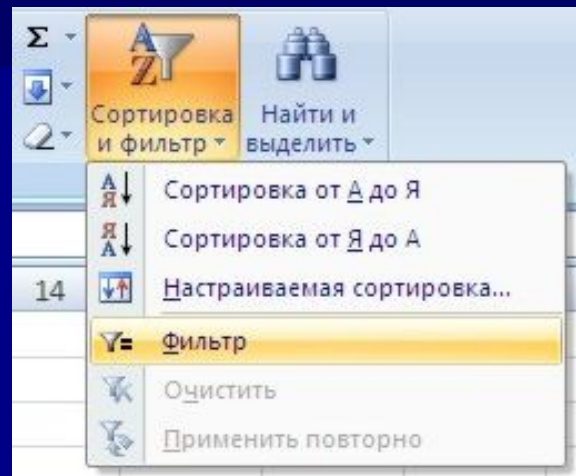 Σ
Сортировка и фильтр
Найти и выделить
Сортировка от А до Я
Сортировка от Я до А
14
Настраиваемая сортировка...
Фильтр
Очистить
Применить повторно